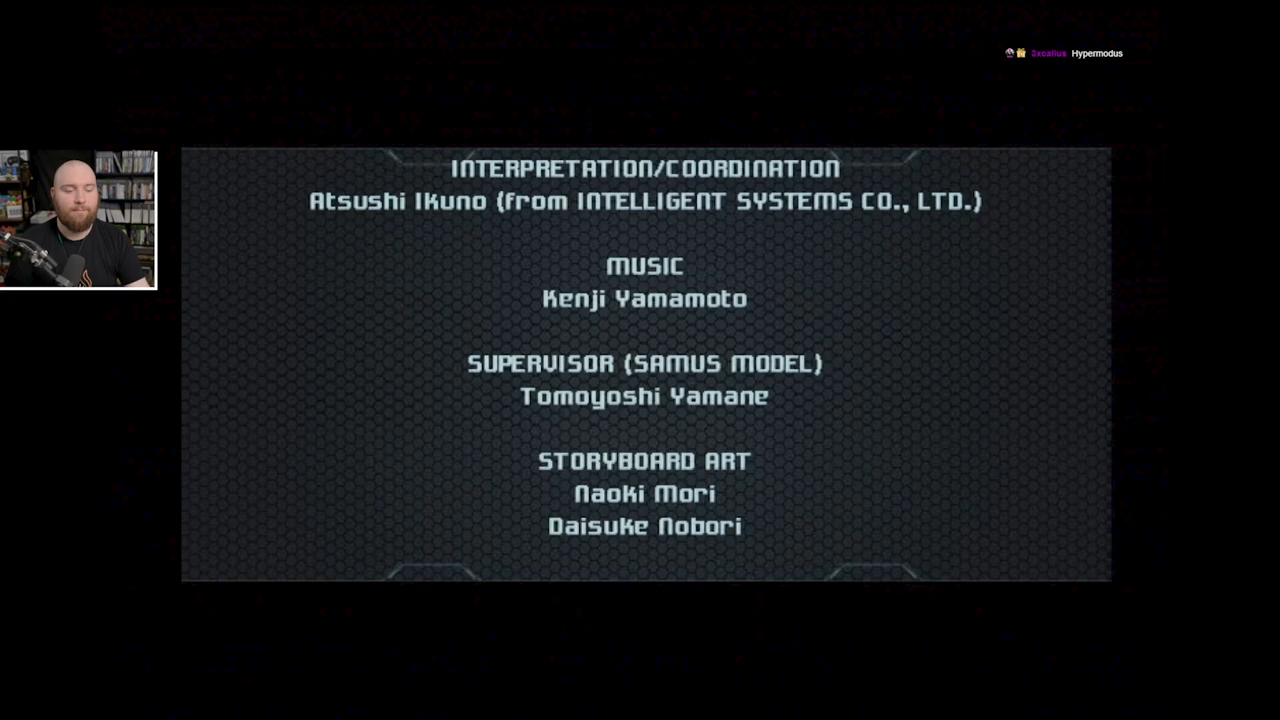 3xcalius Hypermodus
INTERPRETATION/COORDINATION
Atsushi Ikuno (from INTELLIGENT SYSTEMS CO., LTD.)
MUSIC
Kenji Yamamoto
SUPERVISOR (SAMUS MODEL)
Tomoyoshi Yamane
STORYBOARD ART
Naoki Mori
Daisuke Nobori